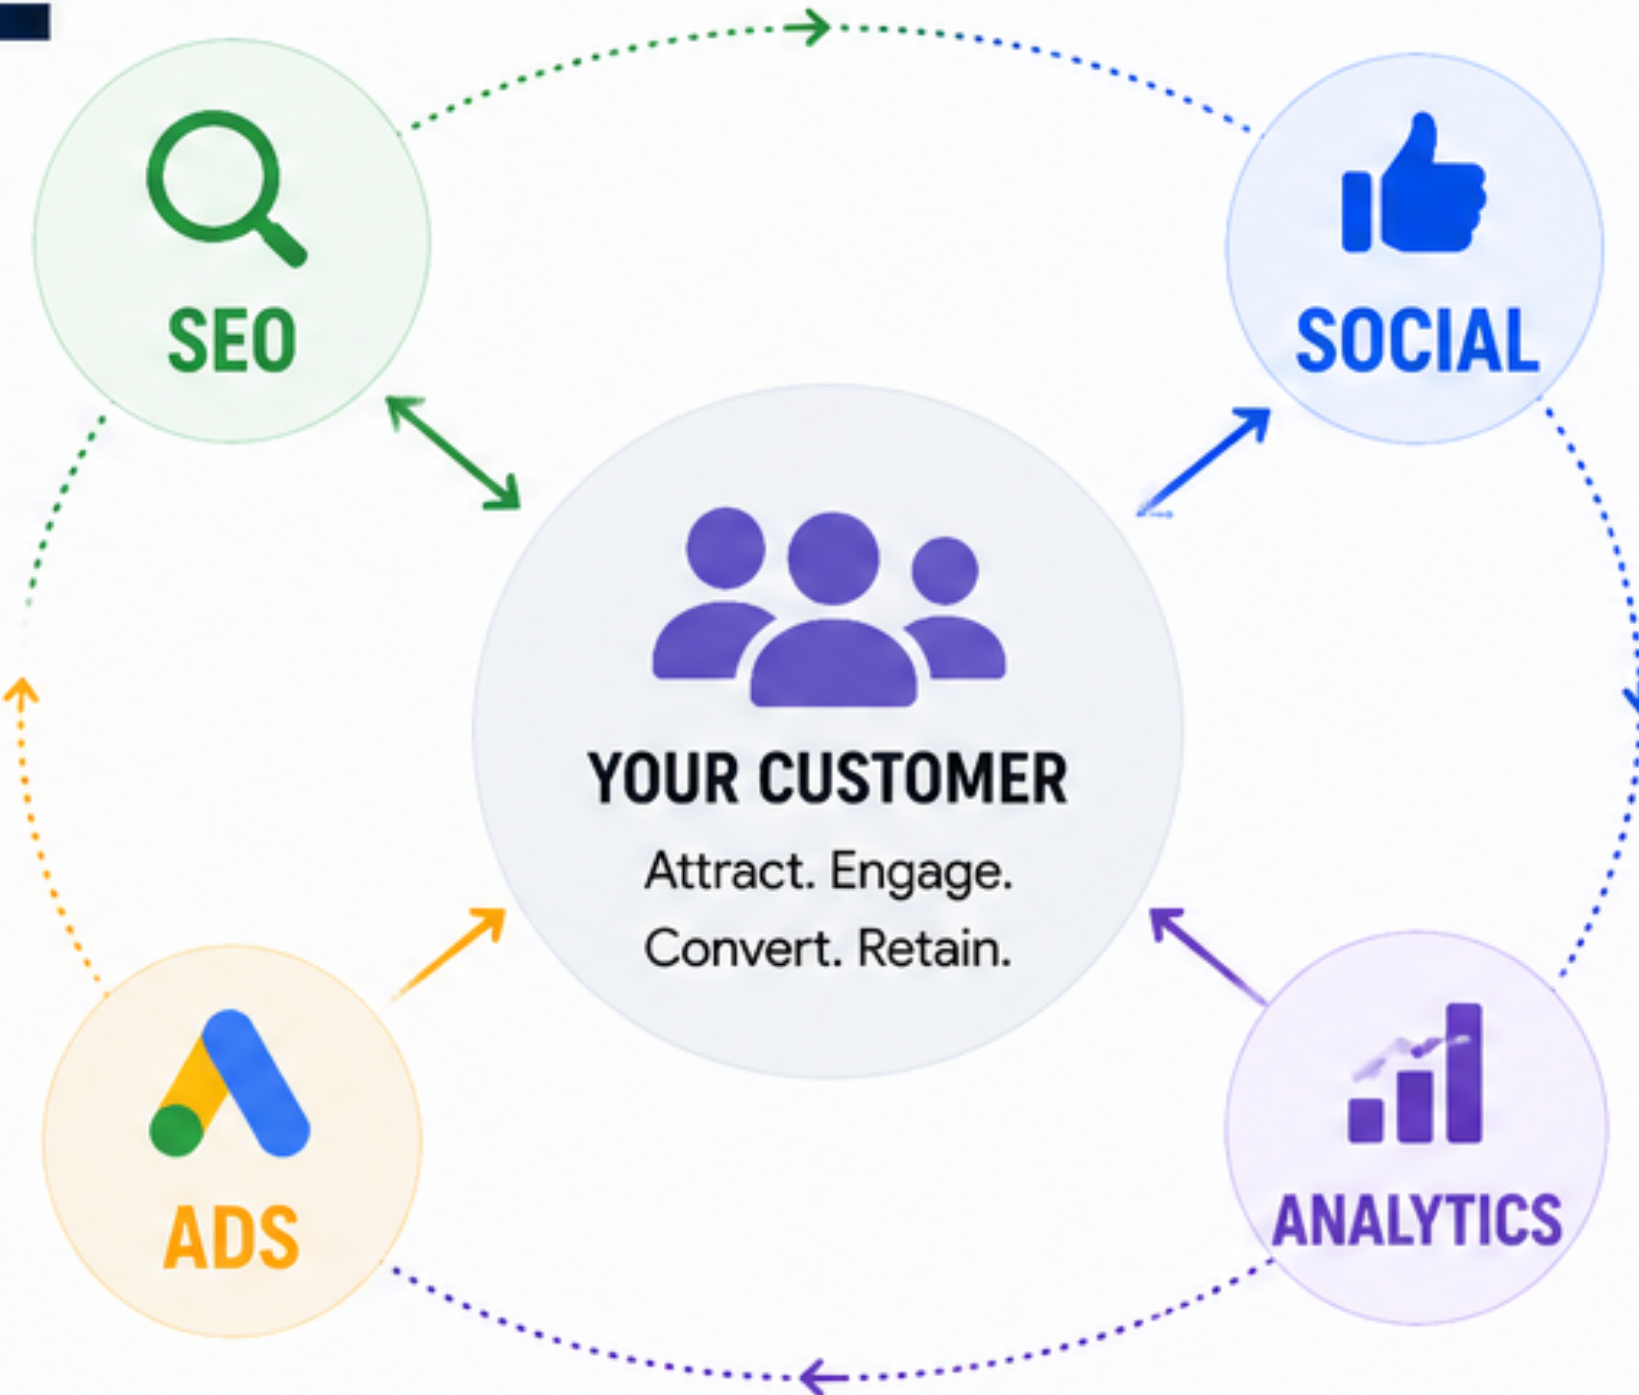 SEO
SOCIAL
YOUR CUSTOMER
Attract. Engage.
Convert. Retain.
ADS
ANALYTICS